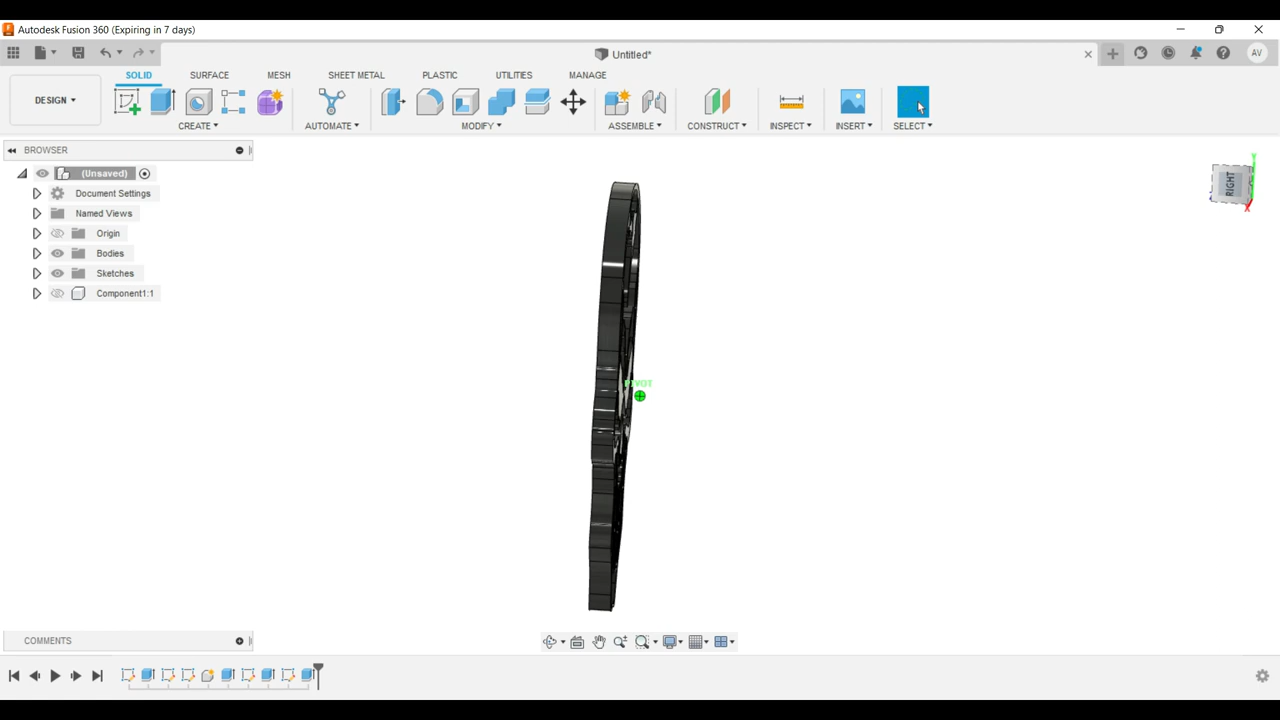 Autodesk Fusion 360 (Expiring in 7 days)
Untitled*
AV
DESIGN
SOLID SURFACE MESH SHEET METAL PLASTIC UTILITIES MANAGE
CREATE AUTOMATE MODIFY ASSEMBLE CONSTRUCT INSPECT INSERT SELECT
BROWSER
(Unsaved)
Document Settings
Named Views
Origin
Bodies
Sketches
Component1:1
RIGHT
Y
X
PIVOT
COMMENTS